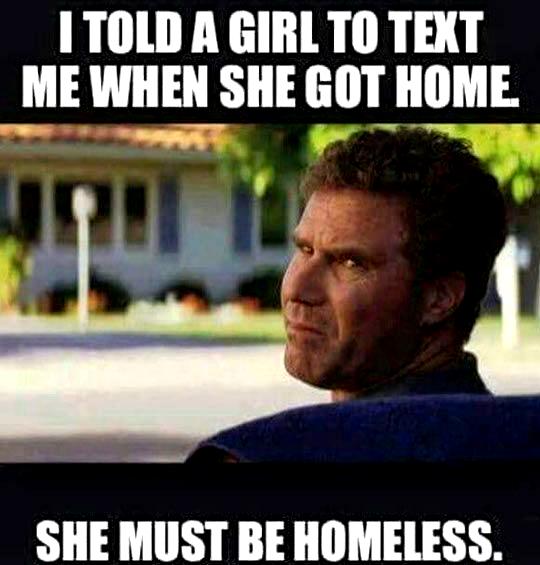 I TOLD A GIRL TO TEXT
ME WHEN SHE GOT HOME.
SHE MUST BE HOMELESS.